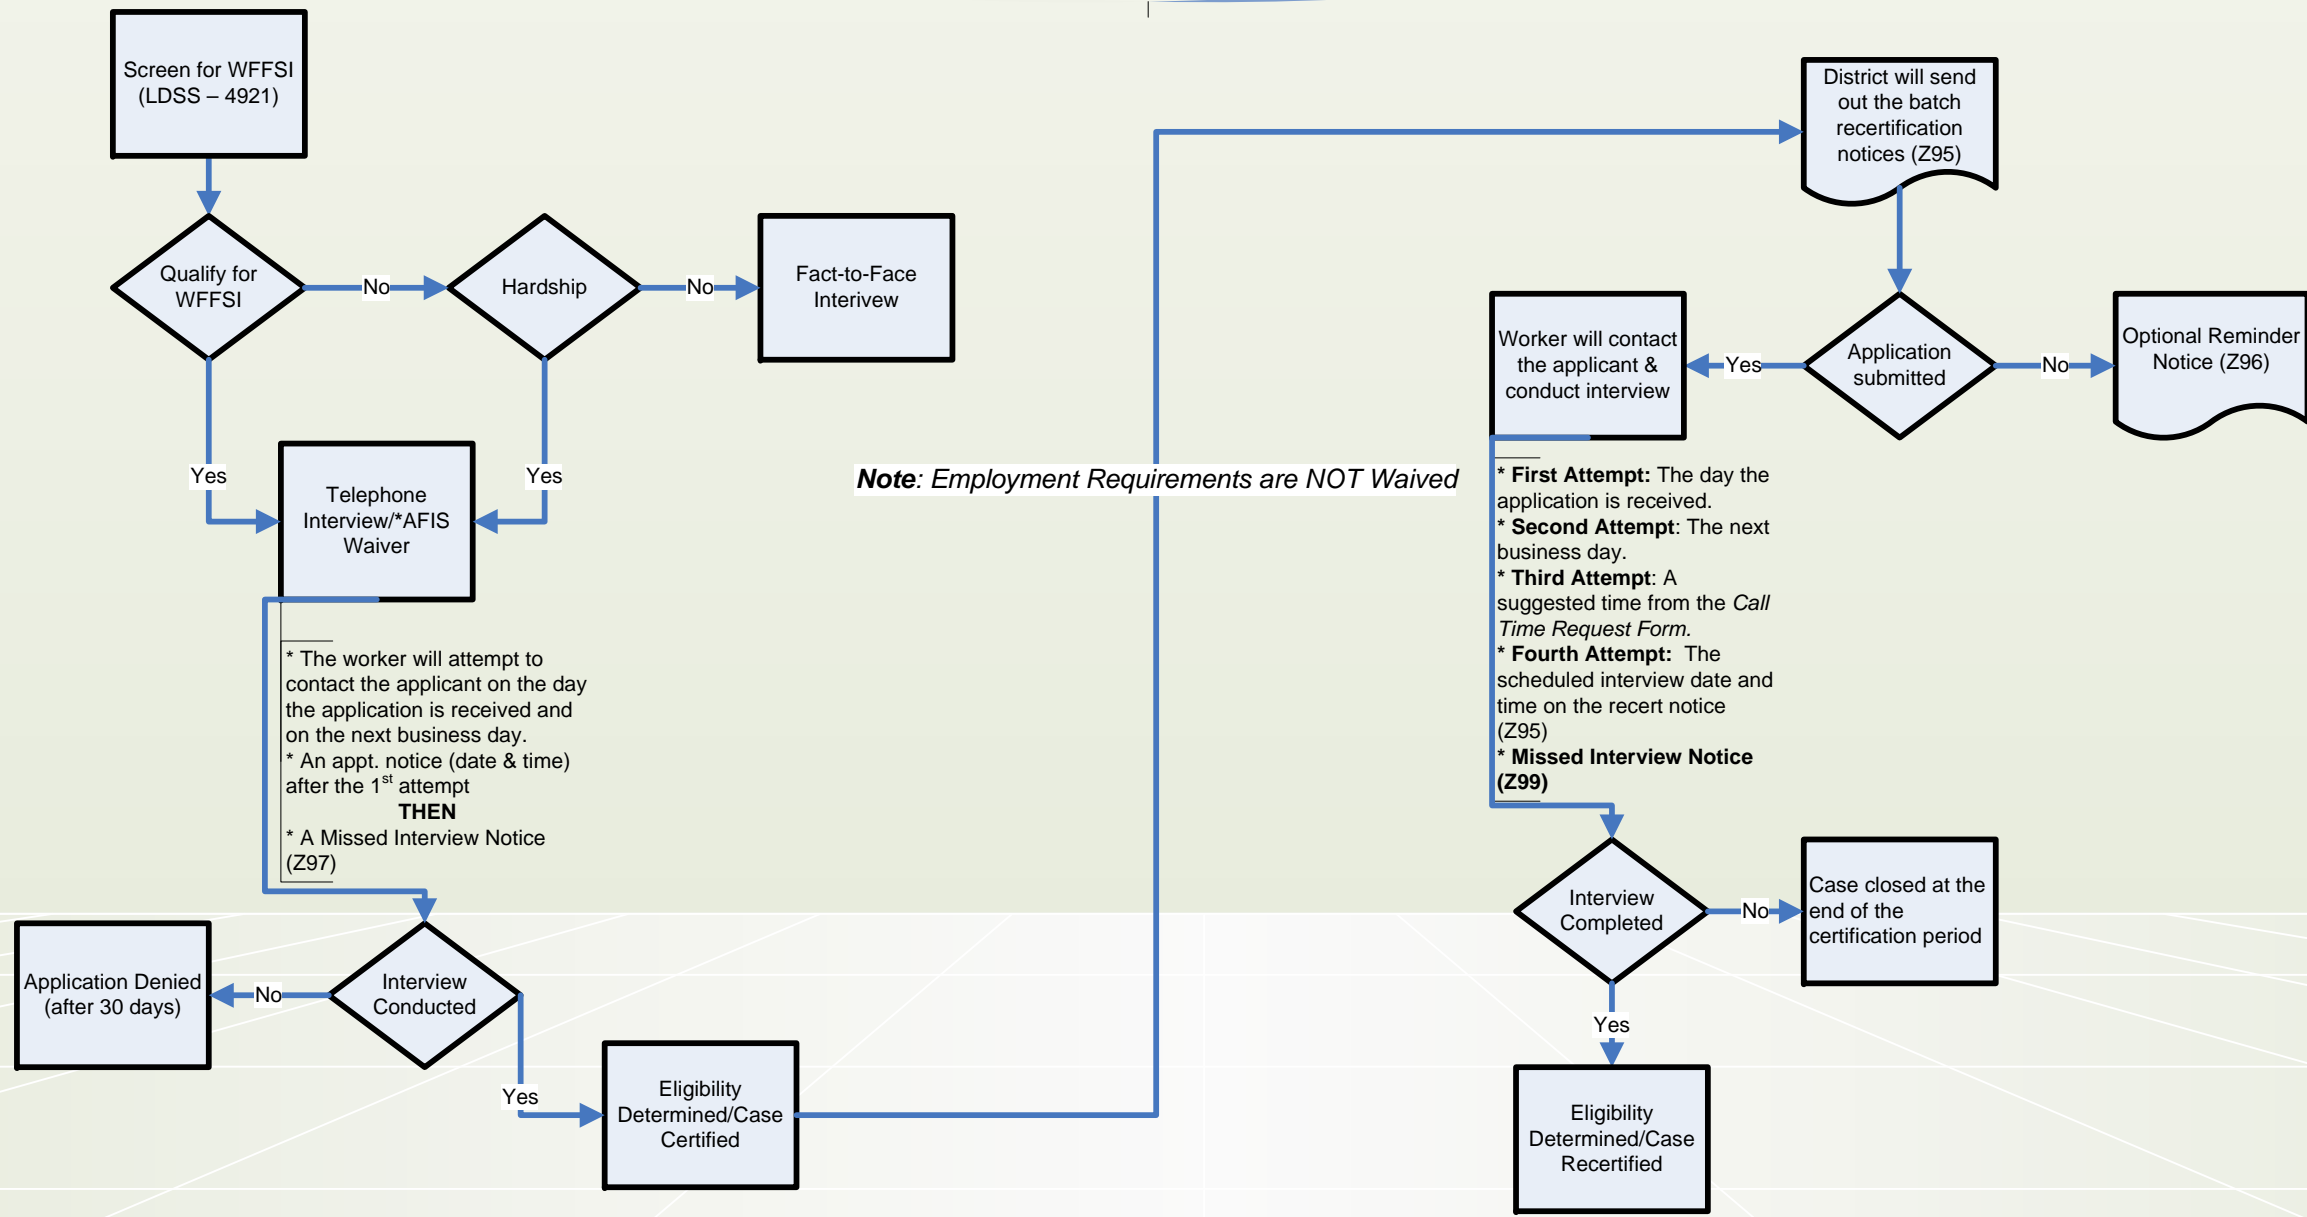 Screen for WFFSI
(LDSS – 4921)
Qualify for
WFFSI
No
Hardship
No
Fact-to-Face
Interivew
Yes
Yes
Telephone
Interview/*AFIS
Waiver
* The worker will attempt to
contact the applicant on the day
the application is received and
on the next business day.
* An appt. notice (date & time)
after the 1st attempt
THEN
* A Missed Interview Notice
(Z97)
Interview
Conducted
No
Application Denied
(after 30 days)
Yes
Eligibility
Determined/Case
Certified
Note: Employment Requirements are NOT Waived
District will send
out the batch
recertification
notices (Z95)
Application
submitted
No
Optional Reminder
Notice (Z96)
Yes
Worker will contact
the applicant &
conduct interview
* First Attempt: The day the
application is received.
* Second Attempt: The next
business day.
* Third Attempt: A
suggested time from the Call
Time Request Form.
* Fourth Attempt: The
scheduled interview date and
time on the recert notice
(Z95)
* Missed Interview Notice
(Z99)
Interview
Completed
No
Case closed at the
end of the
certification period
Yes
Eligibility
Determined/Case
Recertified